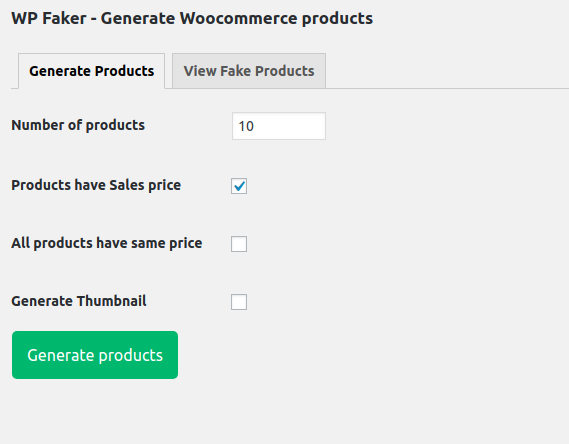 WP Faker - Generate Woocommerce products
Generate Products
View Fake Products
Number of products
10
Products have Sales price
All products have same price
Generate Thumbnail
Generate products